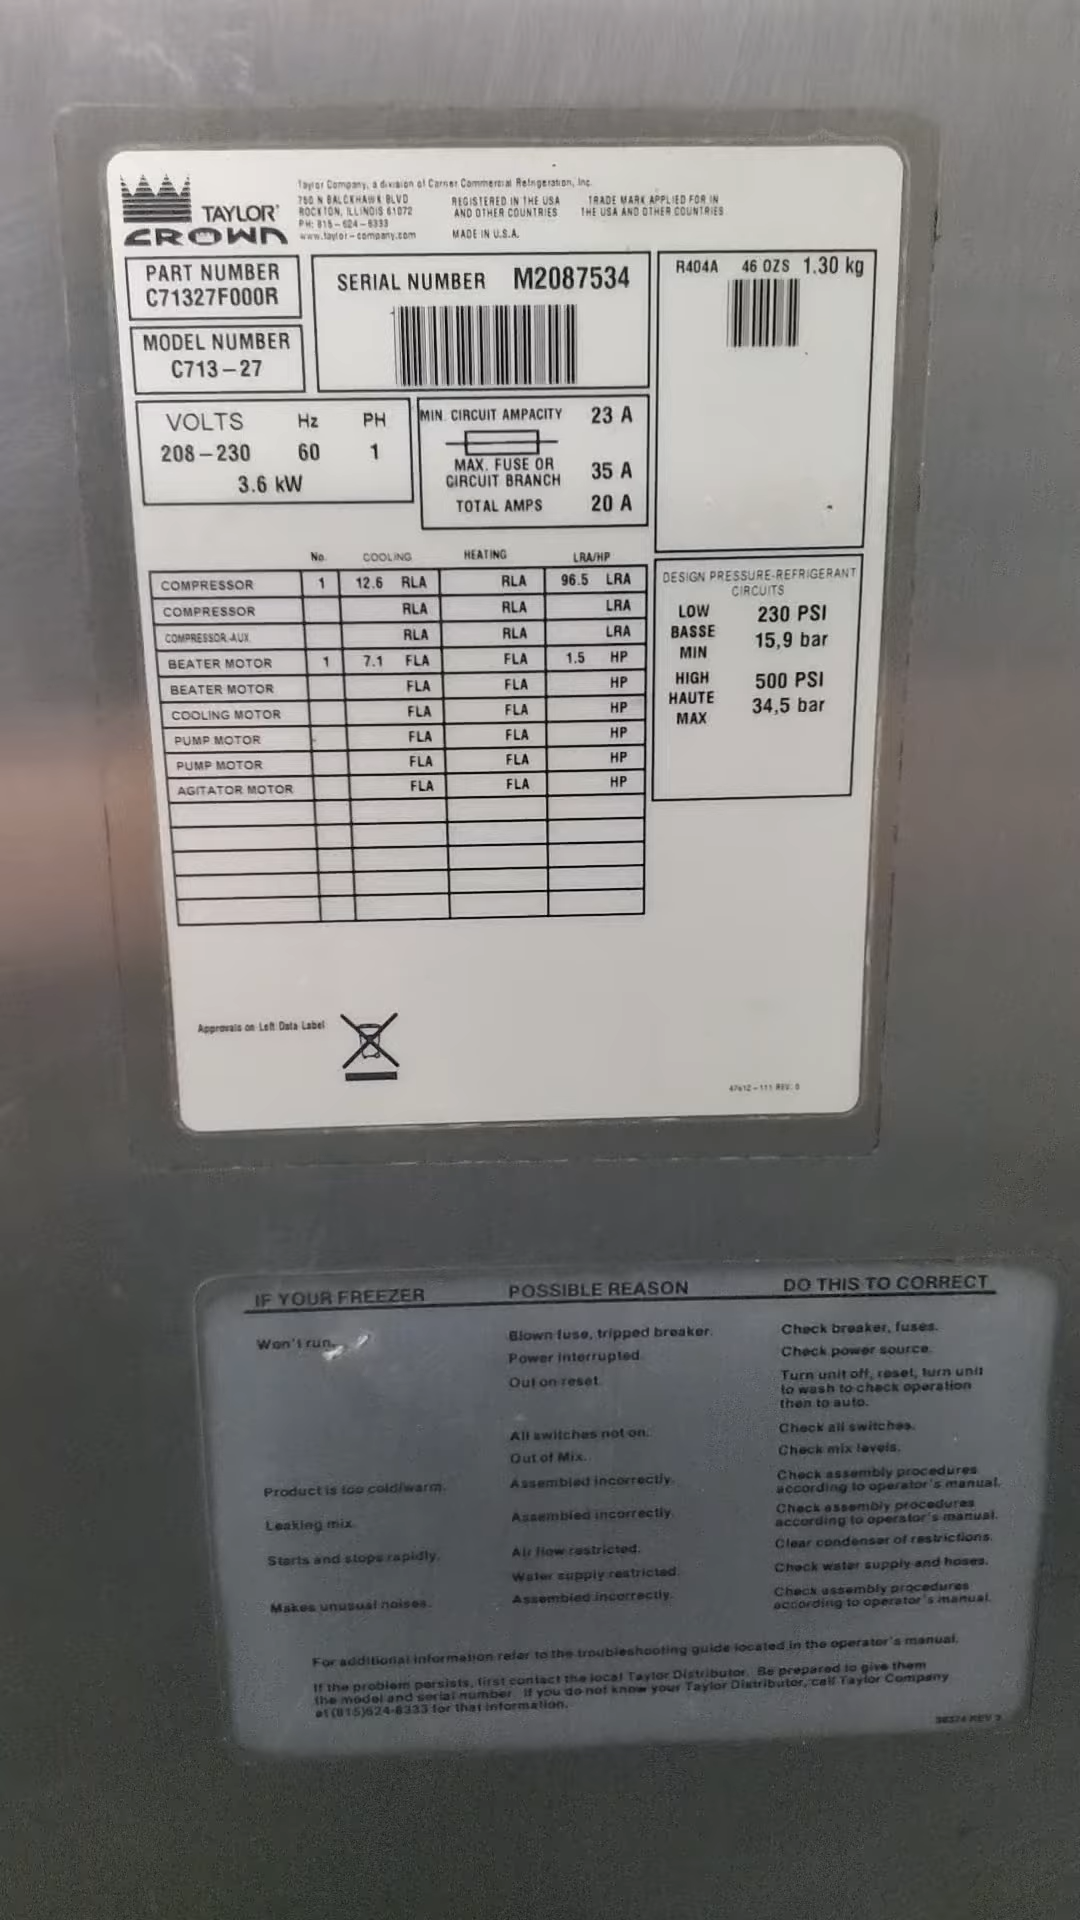 Taylor Company, a division of Carrier Commercial Refrigeration, Inc.
750 N BALCKHAWK BLVD
ROCKTON, ILLINOIS 61072
PH: 815-624-8333
www.taylor-company.com
REGISTERED IN THE USA
AND OTHER COUNTRIES
MADE IN U.S.A.
TRADE MARK APPLIED FOR IN
THE USA AND OTHER COUNTRIES
TAYLOR
CROWN
PART NUMBER
C71327F000R
MODEL NUMBER
C713-27
SERIAL NUMBER M2087534
R404A 46 OZS 1.30 kg
VOLTS Hz PH
208-230 60 1
3.6 kW
MIN. CIRCUIT AMPACITY 23 A
MAX. FUSE OR
CIRCUIT BRANCH 35 A
TOTAL AMPS 20 A
No. COOLING HEATING LRA/HP
COMPRESSOR 1 12.6 RLA RLA 96.5 LRA
COMPRESSOR RLA RLA LRA
COMPRESSOR-AUX RLA RLA LRA
BEATER MOTOR 1 7.1 FLA FLA 1.5 HP
BEATER MOTOR FLA FLA HP
COOLING MOTOR FLA FLA HP
PUMP MOTOR FLA FLA HP
PUMP MOTOR FLA FLA HP
AGITATOR MOTOR FLA FLA HP
DESIGN PRESSURE-REFRIGERANT
CIRCUITS
LOW 230 PSI
BASSE 15,9 bar
MIN
HIGH 500 PSI
HAUTE 34,5 bar
MAX
Approvals on Left Data Label
47612-111 REV. 0
IF YOUR FREEZER POSSIBLE REASON DO THIS TO CORRECT
Won't run. Blown fuse, tripped breaker. Check breaker, fuses.
Power interrupted. Check power source.
Out on reset. Turn unit off, reset, turn unit
to wash to check operation
then to auto.
All switches not on. Check all switches.
Out of Mix. Check mix levels.
Product is too cold/warm. Assembled incorrectly. Check assembly procedures
according to operator's manual.
Leaking mix. Assembled incorrectly. Check assembly procedures
according to operator's manual.
Starts and stops rapidly. Air flow restricted. Clear condenser of restrictions.
Water supply restricted. Check water supply and hoses.
Makes unusual noises. Assembled incorrectly. Check assembly procedures
according to operator's manual.
For additional information refer to the troubleshooting guide located in the operator's manual.
If the problem persists, first contact the local Taylor Distributor. Be prepared to give them
the model and serial number. If you do not know your Taylor Distributor, call Taylor Company
at (815)624-8333 for that information.